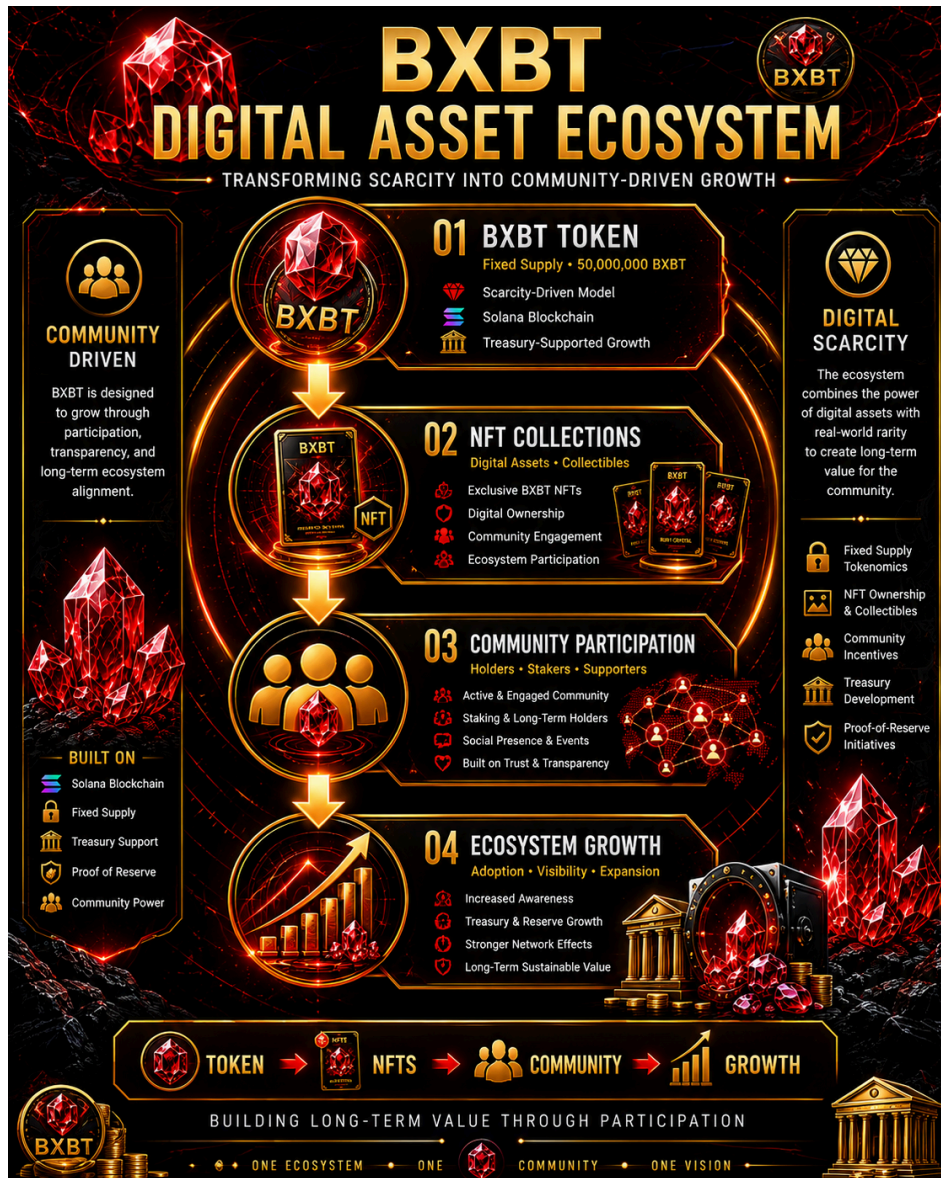 BXBT
BXBT
DIGITAL ASSET ECOSYSTEM
TRANSFORMING SCARCITY INTO COMMUNITY-DRIVEN GROWTH
COMMUNITY
DRIVEN
BXBT is designed
to grow through
participation,
transparency, and
long-term ecosystem
alignment.
BUILT ON
Solana Blockchain
Fixed Supply
Treasury Support
Proof of Reserve
Community Power
BXBT
01 BXBT TOKEN
Fixed Supply • 50,000,000 BXBT
Scarcity-Driven Model
Solana Blockchain
Treasury-Supported Growth
BXBT
NFT
02 NFT COLLECTIONS
Digital Assets • Collectibles
Exclusive BXBT NFTs
Digital Ownership
Community Engagement
Ecosystem Participation
BXBT
BXBT
BXBT
RUBY CRYSTAL
03 COMMUNITY PARTICIPATION
Holders • Stakers • Supporters
Active & Engaged Community
Staking & Long-Term Holders
Social Presence & Events
Built on Trust & Transparency
04 ECOSYSTEM GROWTH
Adoption • Visibility • Expansion
Increased Awareness
Treasury & Reserve Growth
Stronger Network Effects
Long-Term Sustainable Value
DIGITAL
SCARCITY
The ecosystem
combines the power
of digital assets with
real-world rarity
to create long-term
value for the
community.
Fixed Supply
Tokenomics
NFT Ownership
& Collectibles
Community
Incentives
Treasury
Development
Proof-of-Reserve
Initiatives
TOKEN
NFTS
NFTS
COMMUNITY
GROWTH
BUILDING LONG-TERM VALUE THROUGH PARTICIPATION
BXBT
ONE ECOSYSTEM • ONE COMMUNITY • ONE VISION